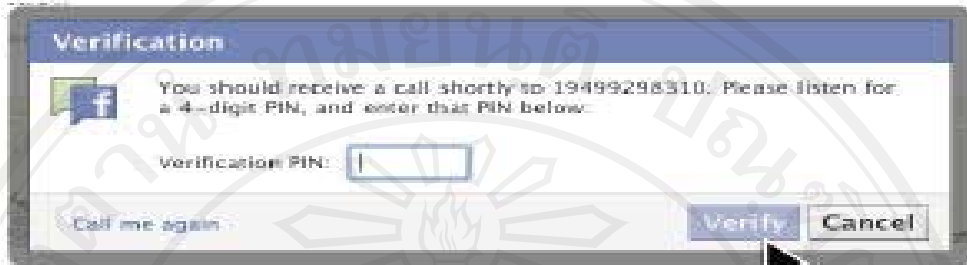 Verification
You should receive a call shortly to 19499298310. Please listen for
a 4-digit PIN, and enter that PIN below.
Verification PIN:
Call me again
Verify
Cancel